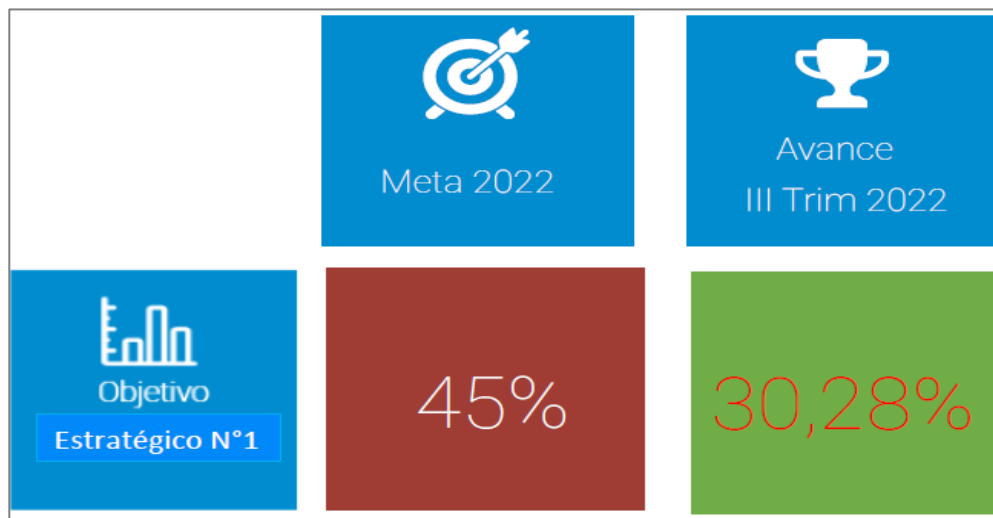 Meta 2022
Avance
III Trim 2022
Objetivo
Estratégico N°1
45%
30,28%